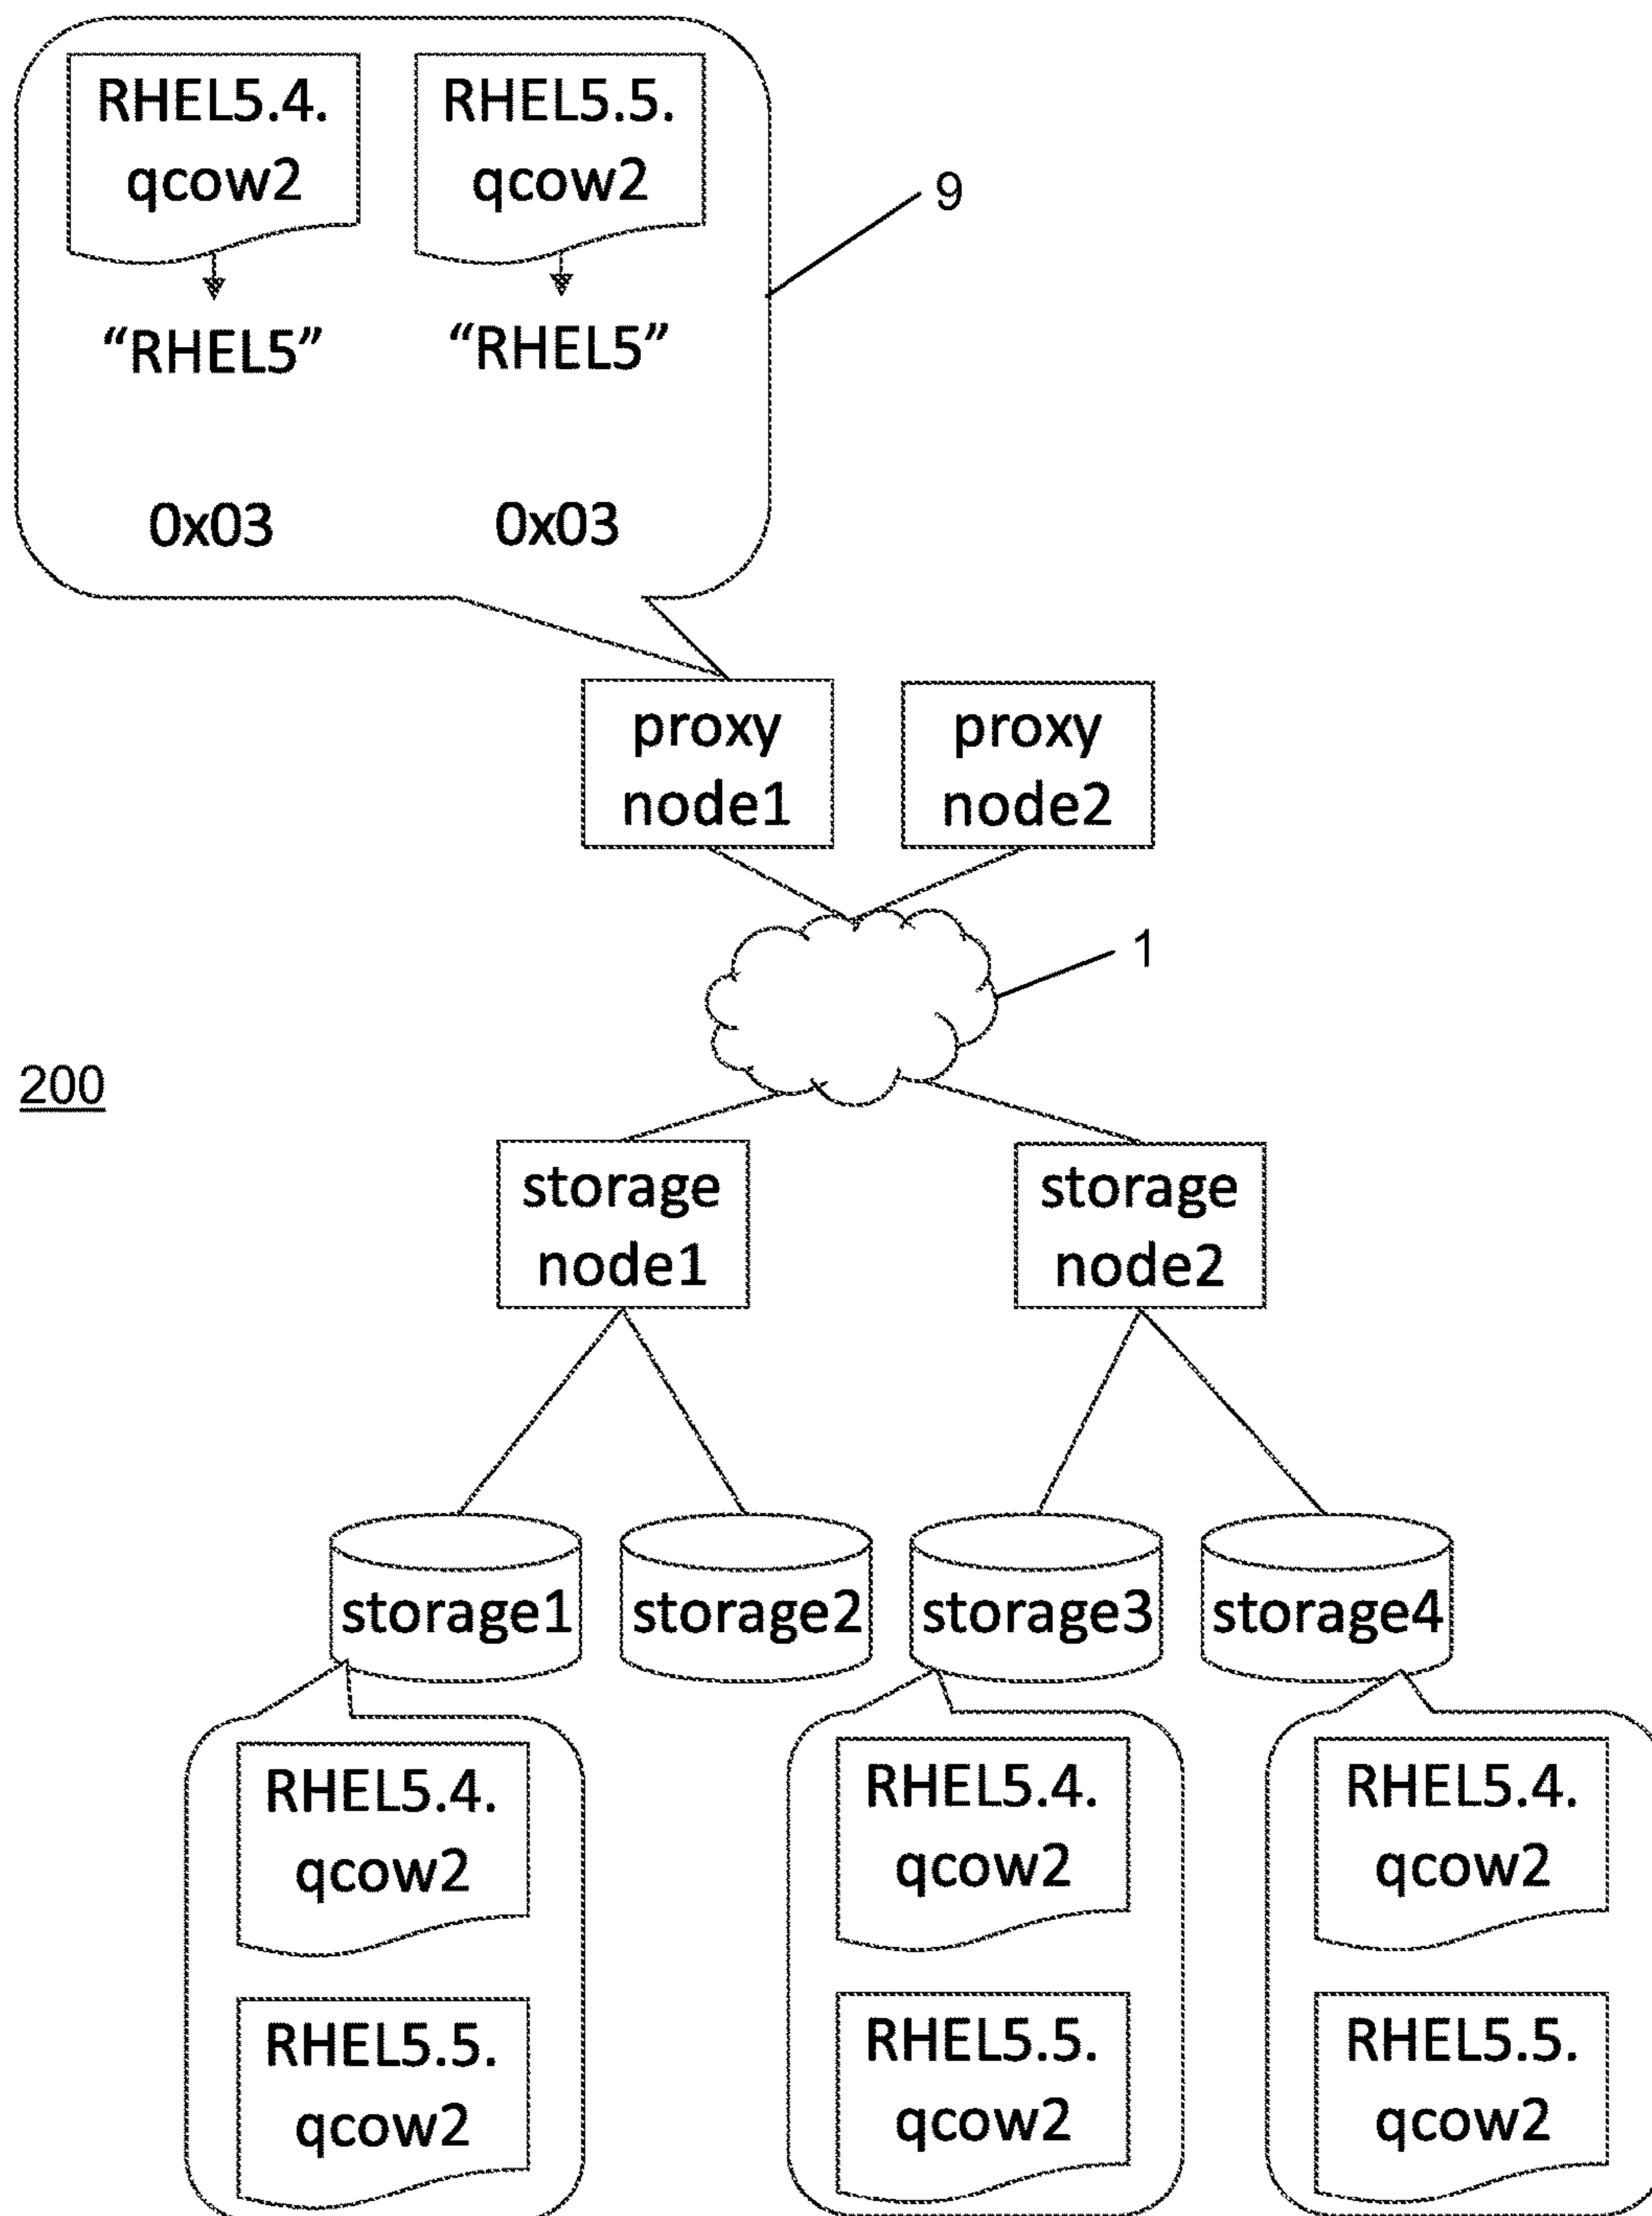 RHEL5.4.
qcow2
RHEL5.5.
qcow2
9
“RHEL5”
“RHEL5”
0x03
0x03
proxy
node1
proxy
node2
1
200
storage
node1
storage
node2
storage1
storage2
storage3
storage4
RHEL5.4.
qcow2
RHEL5.5.
qcow2
RHEL5.4.
qcow2
RHEL5.5.
qcow2
RHEL5.4.
qcow2
RHEL5.5.
qcow2